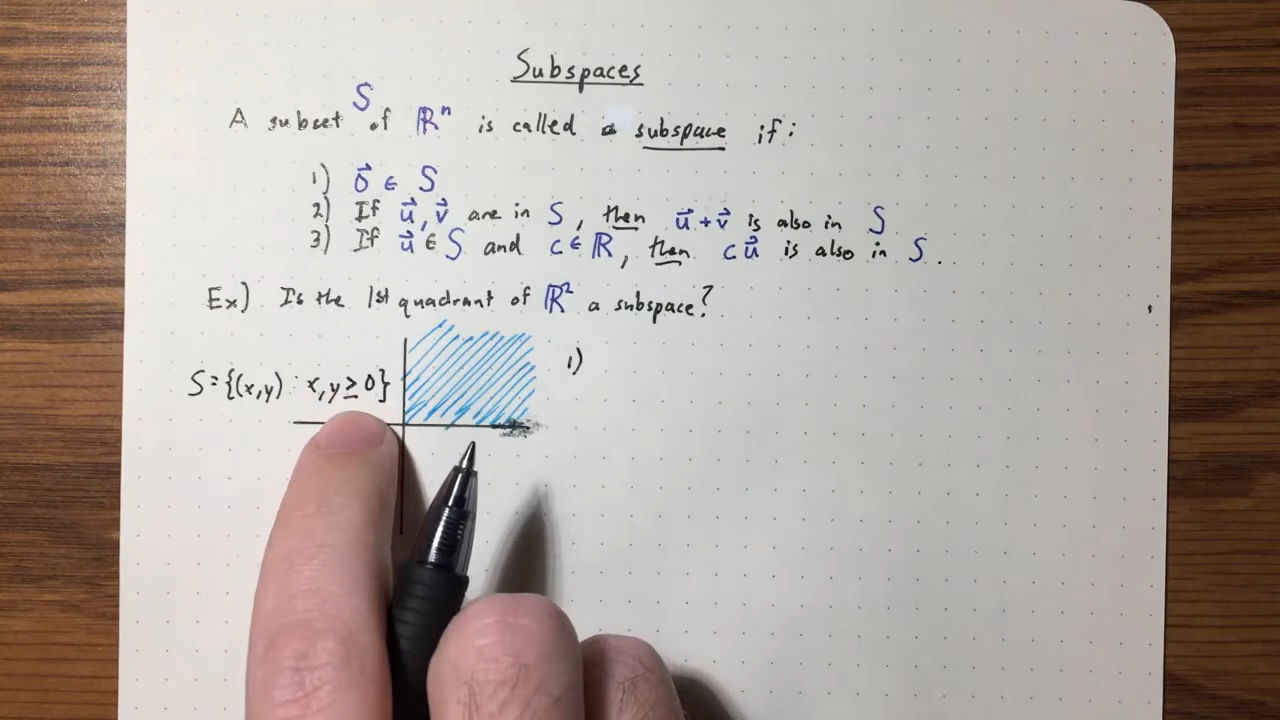 Subspaces
A subset S of ℝⁿ is called a subspace if:
1) 0⃗ ∈ S
2) If u⃗, v⃗ are in S, then u⃗+v⃗ is also in S
3) If u⃗ ∈ S and c ∈ ℝ, then cu⃗ is also in S.
Ex) Is the 1st quadrant of ℝ² a subspace?
S={(x,y): x,y≥0}
1)